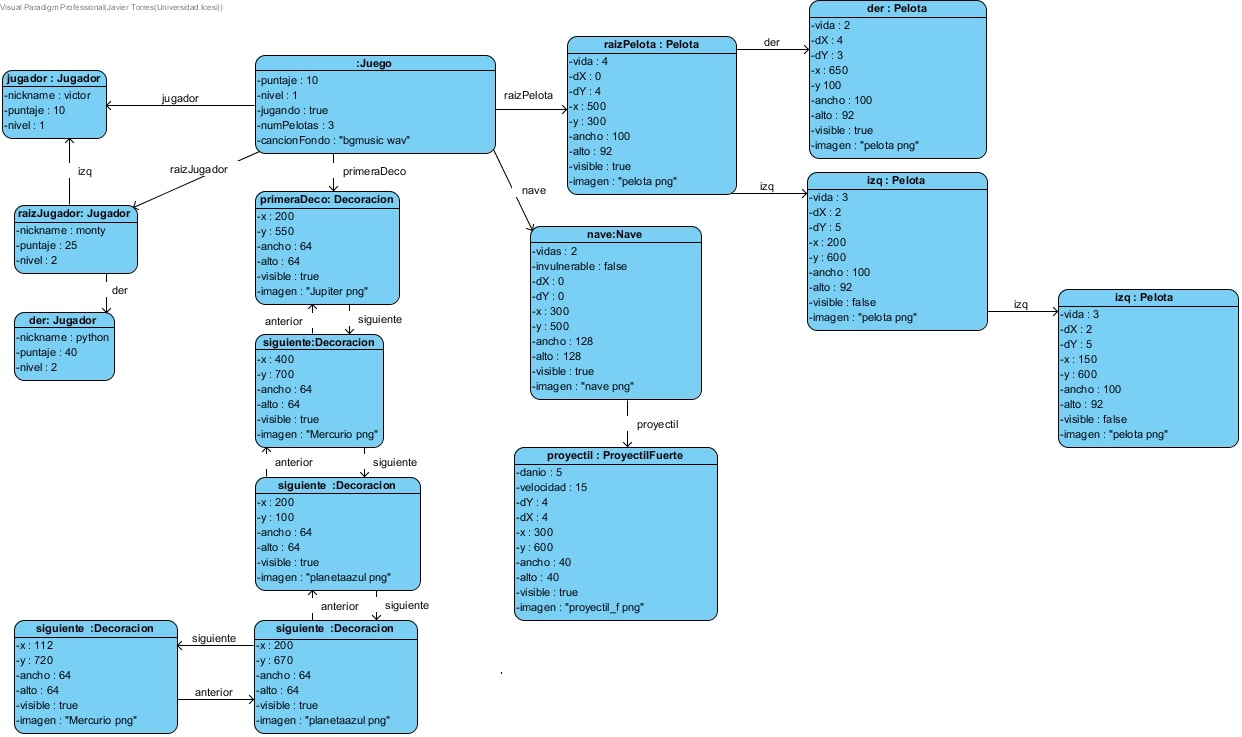 Visual Paradigm Professional(Javier Torres(Universidad Icesi))
jugador : Jugador
-nickname : victor
-puntaje : 10
-nivel : 1
jugador
izq
raizJugador
raizJugador: Jugador
-nickname : monty
-puntaje : 25
-nivel : 2
der
der: Jugador
-nickname : python
-puntaje : 40
-nivel : 2
:Juego
-puntaje : 10
-nivel : 1
-jugando : true
-numPelotas : 3
-cancionFondo : "bgmusic wav"
primeraDeco
primeraDeco: Decoracion
-x : 200
-y : 550
-ancho : 64
-alto : 64
-visible : true
-imagen : "Jupiter png"
anterior
siguiente
siguiente:Decoracion
-x : 400
-y : 700
-ancho : 64
-alto : 64
-visible : true
-imagen : "Mercurio png"
anterior
siguiente
siguiente :Decoracion
-x : 200
-y : 100
-ancho : 64
-alto : 64
-visible : true
-imagen : "planetaazul png"
anterior
siguiente
siguiente :Decoracion
-x : 200
-y : 670
-ancho : 64
-alto : 64
-visible : true
-imagen : "planetaazul png"
siguiente
anterior
siguiente :Decoracion
-x : 112
-y : 720
-ancho : 64
-alto : 64
-visible : true
-imagen : "Mercurio png"
nave
nave:Nave
-vidas : 2
-invulnerable : false
-dX : 0
-dY : 0
-x : 300
-y : 500
-ancho : 128
-alto : 128
-visible : true
-imagen : "nave png"
proyectil
proyectil : ProyectilFuerte
-danio : 5
-velocidad : 15
-dY : 4
-dX : 4
-x : 300
-y : 600
-ancho : 40
-alto : 40
-visible : true
-imagen : "proyectil_f png"
raizPelota
raizPelota : Pelota
-vida : 4
-dX : 0
-dY : 4
-x : 500
-y : 300
-ancho : 100
-alto : 92
-visible : true
-imagen : "pelota png"
der
der : Pelota
-vida : 2
-dX : 4
-dY : 3
-x : 650
-y 100
-ancho : 100
-alto : 92
-visible : true
-imagen : "pelota png"
izq
izq : Pelota
-vida : 3
-dX : 2
-dY : 5
-x : 200
-y : 600
-ancho : 100
-alto : 92
-visible : false
-imagen : "pelota png"
izq
izq : Pelota
-vida : 3
-dX : 2
-dY : 5
-x : 150
-y : 600
-ancho : 100
-alto : 92
-visible : false
-imagen : "pelota png"